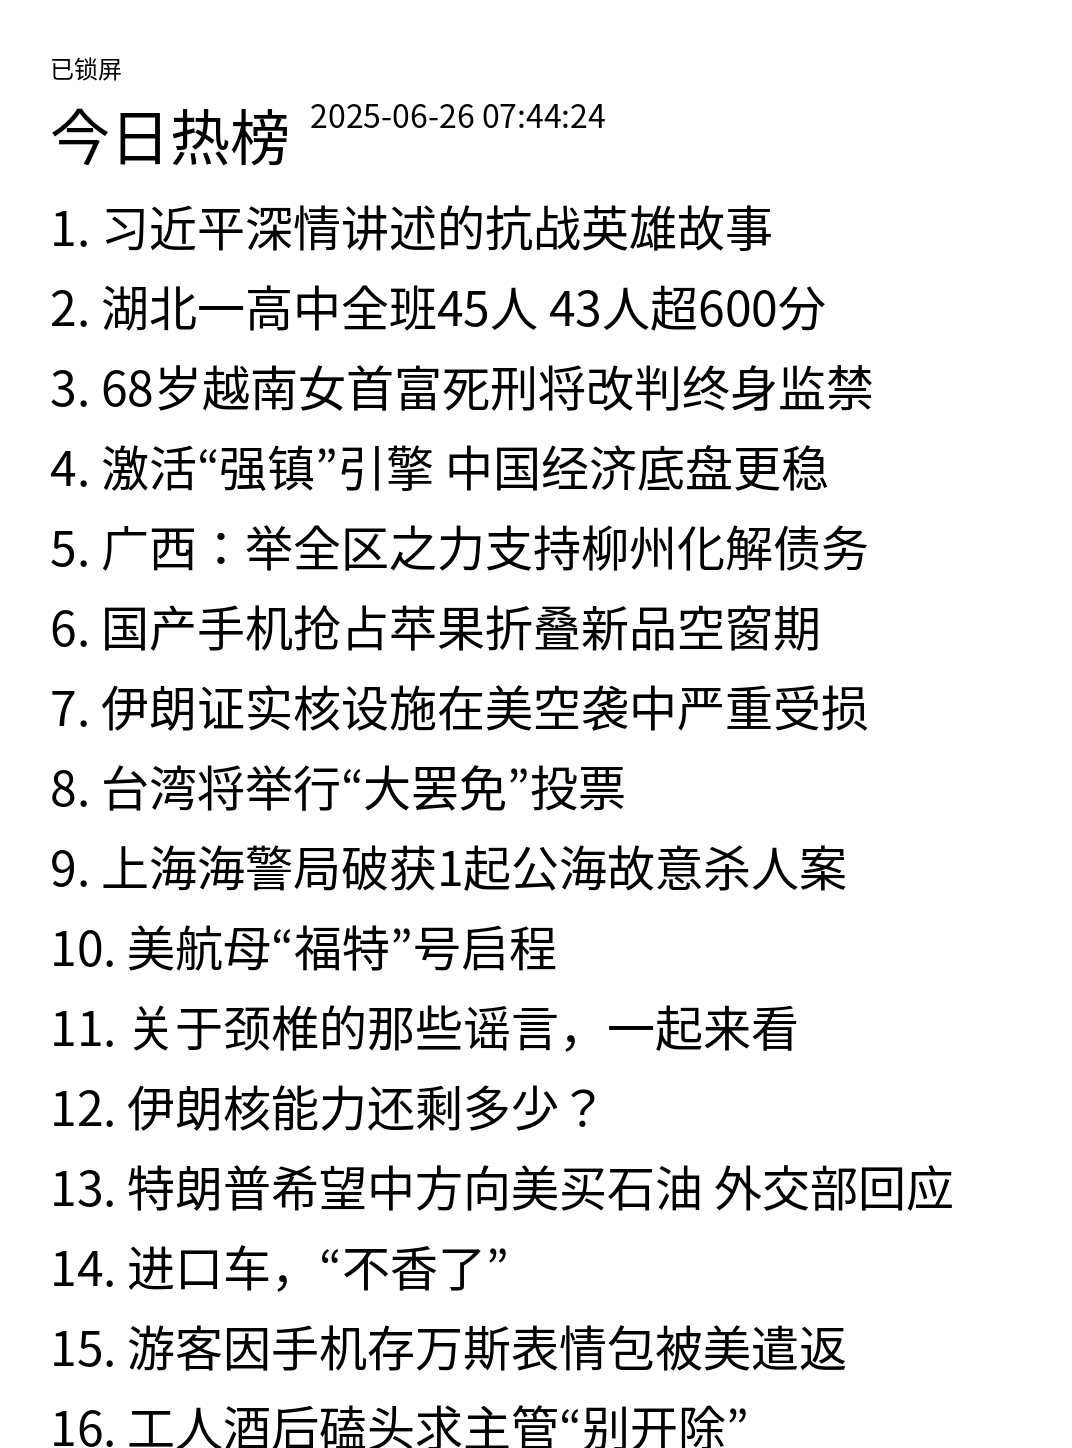 已锁屏
今日热榜 2025-06-26 07:44:24
1. 习近平深情讲述的抗战英雄故事
2. 湖北一高中全班45人 43人超600分
3. 68岁越南女首富死刑将改判终身监禁
4. 激活“强镇”引擎 中国经济底盘更稳
5. 广西：举全区之力支持柳州化解债务
6. 国产手机抢占苹果折叠新品空窗期
7. 伊朗证实核设施在美空袭中严重受损
8. 台湾将举行“大罢免”投票
9. 上海海警局破获1起公海故意杀人案
10. 美航母“福特”号启程
11. 关于颈椎的那些谣言，一起来看
12. 伊朗核能力还剩多少？
13. 特朗普希望中方向美买石油 外交部回应
14. 进口车，“不香了”
15. 游客因手机存万斯表情包被美遣返
16. 工人酒后磕头求主管“别开除”